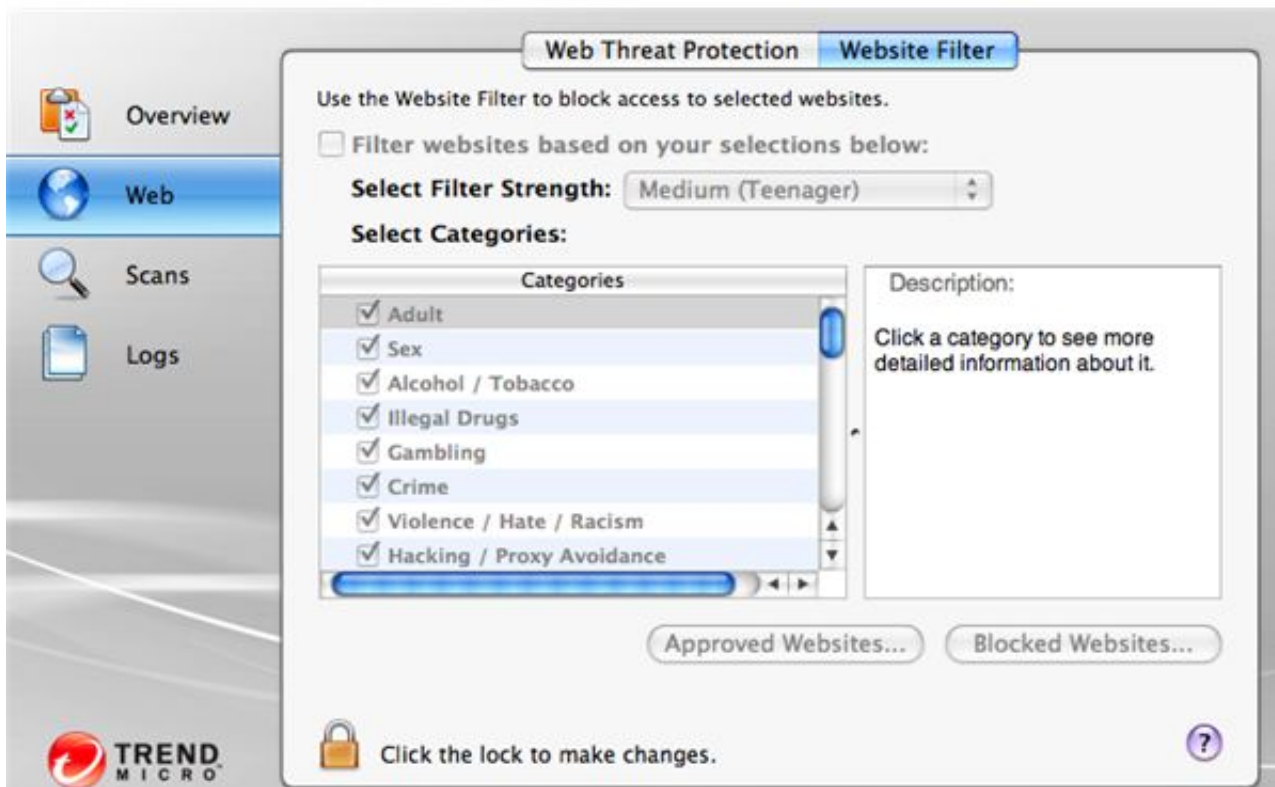 Web Threat Protection
Website Filter
Overview
Web
Scans
Logs
Use the Website Filter to block access to selected websites.
Filter websites based on your selections below:
Select Filter Strength: Medium (Teenager)
Select Categories:
Categories
Adult
Sex
Alcohol / Tobacco
Illegal Drugs
Gambling
Crime
Violence / Hate / Racism
Hacking / Proxy Avoidance
Description:
Click a category to see more
detailed information about it.
Approved Websites...
Blocked Websites...
Click the lock to make changes.
?
TREND
MICRO